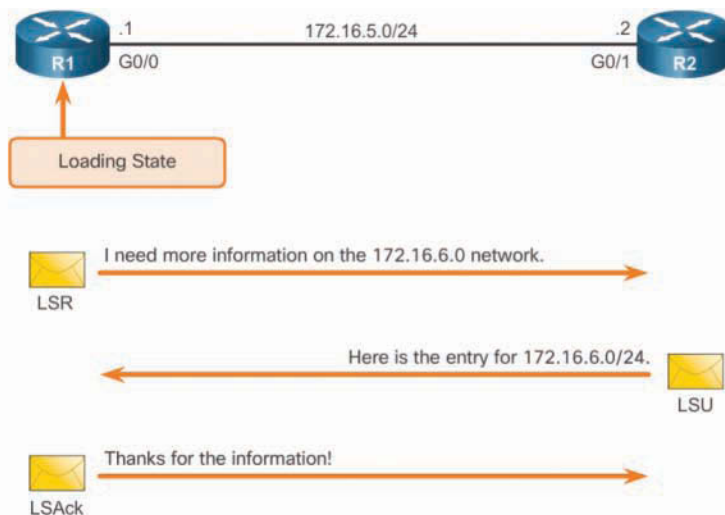 .1
172.16.5.0/24
.2
R1
G0/0
G0/1
R2
Loading State
I need more information on the 172.16.6.0 network.
LSR
Here is the entry for 172.16.6.0/24.
LSU
Thanks for the information!
LSAck